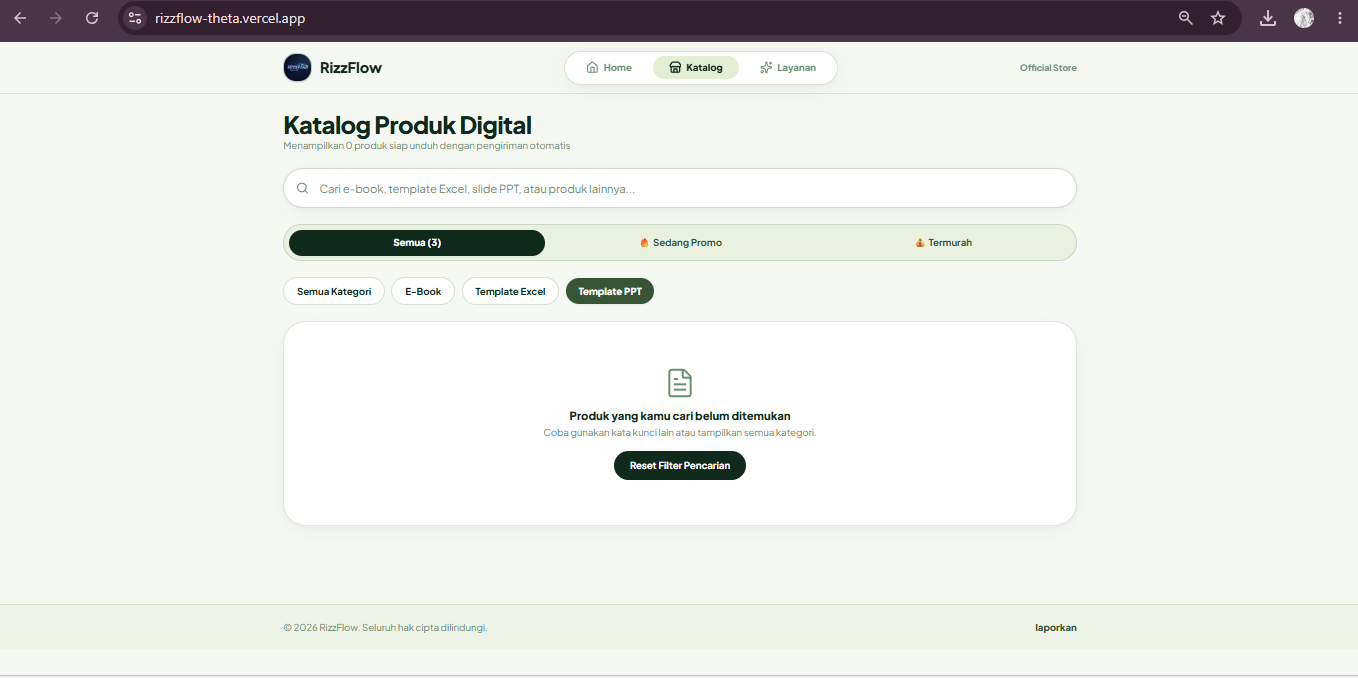 rizzflow-theta.vercel.app
RizzFlow
Home
Katalog
Layanan
Official Store
Katalog Produk Digital
Menampilkan 0 produk siap unduh dengan pengiriman otomatis
Cari e-book, template Excel, slide PPT, atau produk lainnya...
Semua (3)
🔥 Sedang Promo
💰 Termurah
Semua Kategori
E-Book
Template Excel
Template PPT
Produk yang kamu cari belum ditemukan
Coba gunakan kata kunci lain atau tampilkan semua kategori.
Reset Filter Pencarian
© 2026 RizzFlow. Seluruh hak cipta dilindungi.
laporkan